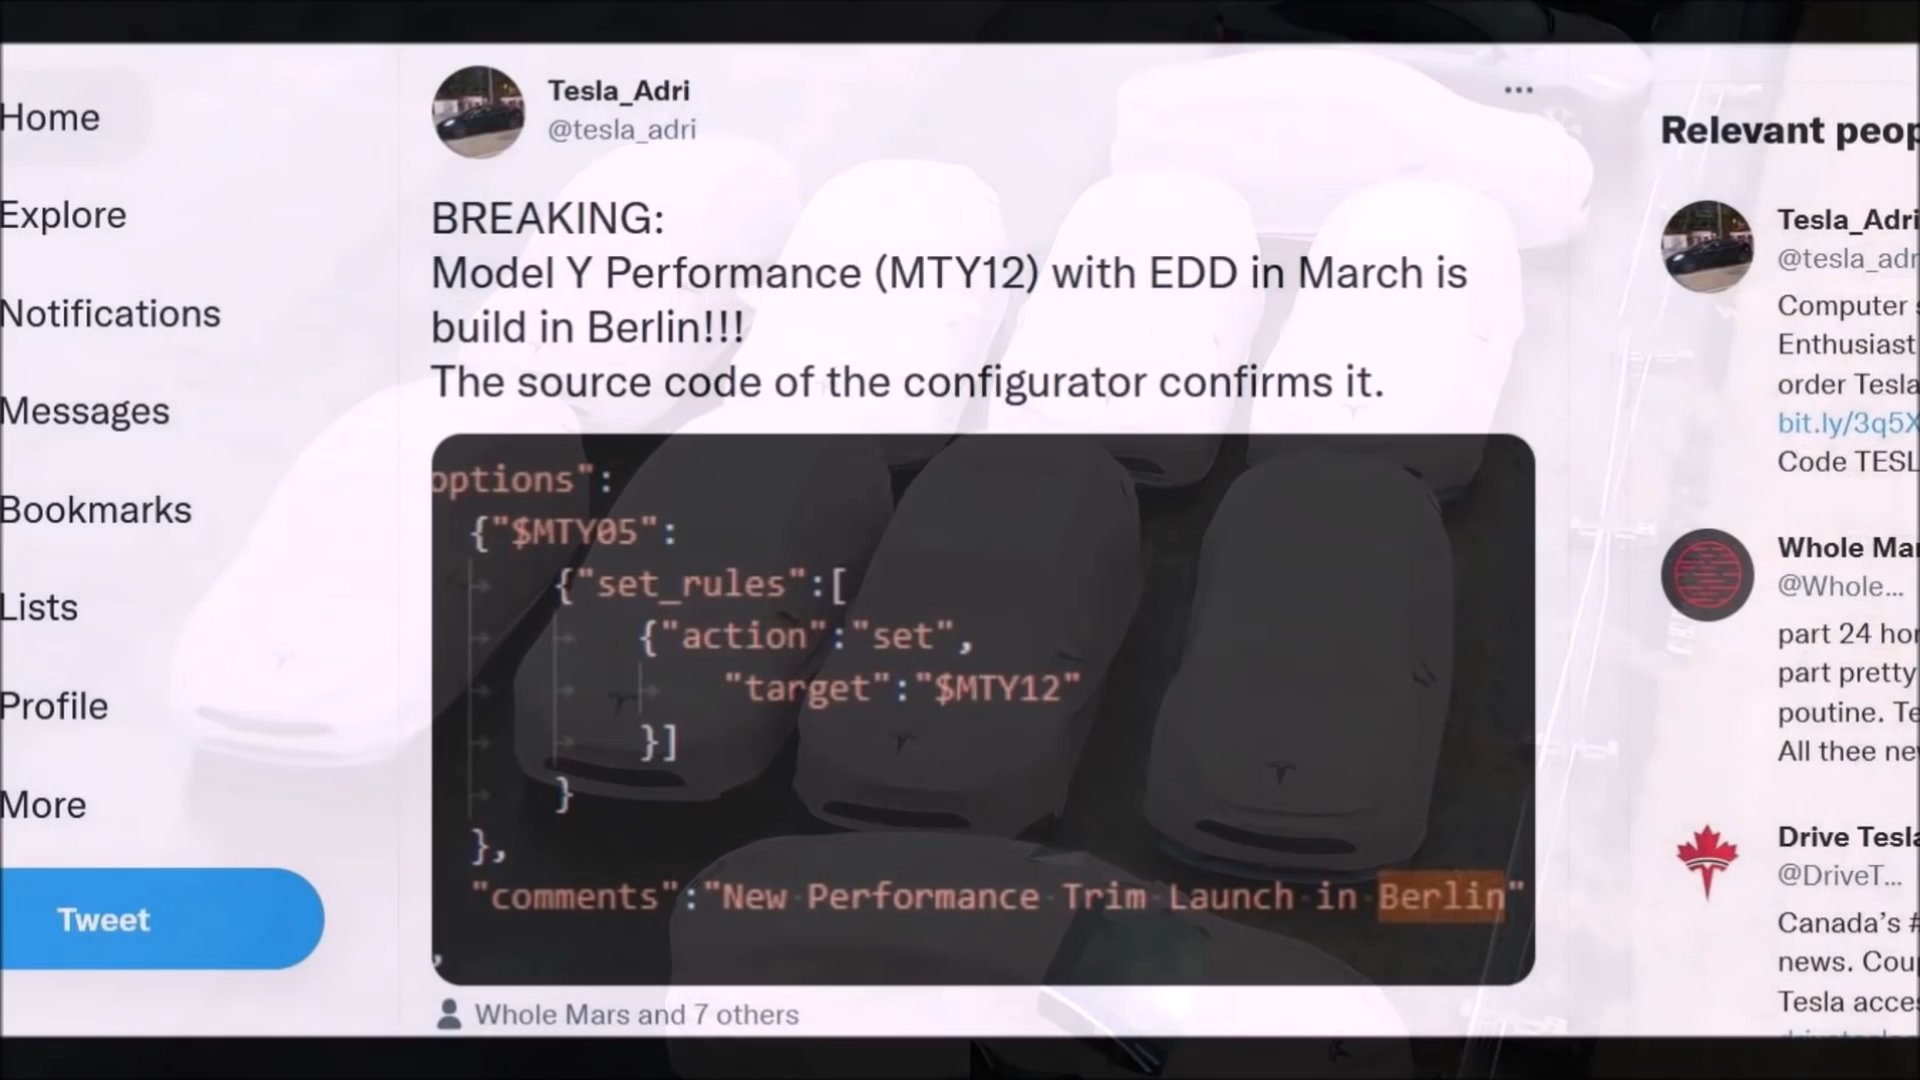 Home
Explore
Notifications
Messages
Bookmarks
Lists
Profile
More
Tweet
Tesla_Adri
@tesla_adri
BREAKING:
Model Y Performance (MTY12) with EDD in March is
build in Berlin!!!
The source code of the configurator confirms it.
options":
{"$MTY05":
{"set_rules":[
{"action":"set",
"target":"$MTY12"
}]
}
},
"comments":"New Performance Trim Launch in Berlin"
,
Whole Mars and 7 others
Relevant peop
Tesla_Adri
@tesla_adr
Computer
Enthusiast
order Tesla
bit.ly/3q5X
Code TESL
Whole Mar
@Whole...
part 24 hor
part pretty
poutine. Te
All thee ne
Drive Tesla
@DriveT...
Canada's #
news. Coup
Tesla acce